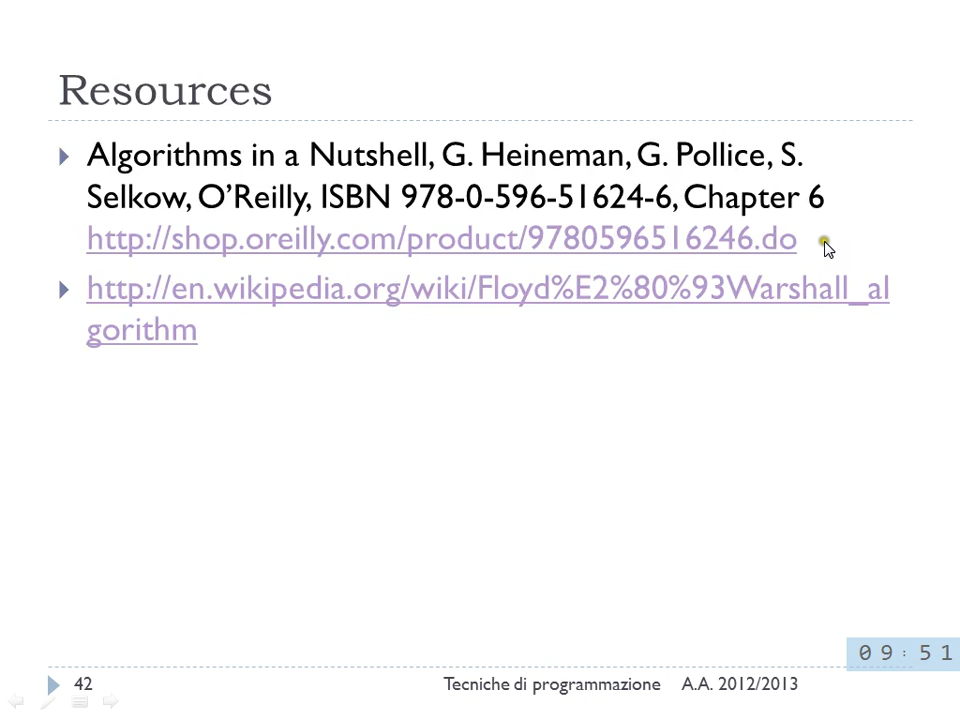 Resources
Algorithms in a Nutshell, G. Heineman, G. Pollice, S.
Selkow, O’Reilly, ISBN 978-0-596-51624-6, Chapter 6
http://shop.oreilly.com/product/9780596516246.do
http://en.wikipedia.org/wiki/Floyd%E2%80%93Warshall_al
gorithm
09:51
42
Tecniche di programmazione
A.A. 2012/2013